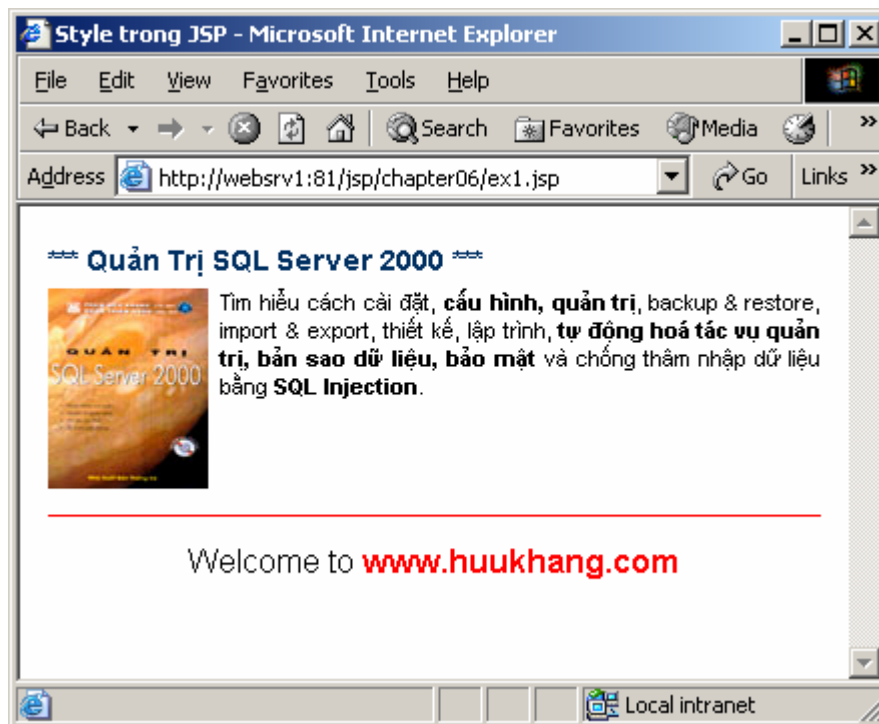 Style trong JSP - Microsoft Internet Explorer
File Edit View Favorites Tools Help
Back Search Favorites Media »
Address http://websrv1:81/jsp/chapter06/ex1.jsp Go Links »
*** Quản Trị SQL Server 2000 ***
Tìm hiểu cách cài đặt, cấu hình, quản trị, backup & restore,
import & export, thiết kế, lập trình, tự động hoá tác vụ quản
trị, bản sao dữ liệu, bảo mật và chống thâm nhập dữ liệu
bằng SQL Injection.
QUẢN TRỊ
SQL Server 2000
Welcome to www.huukhang.com
Local intranet